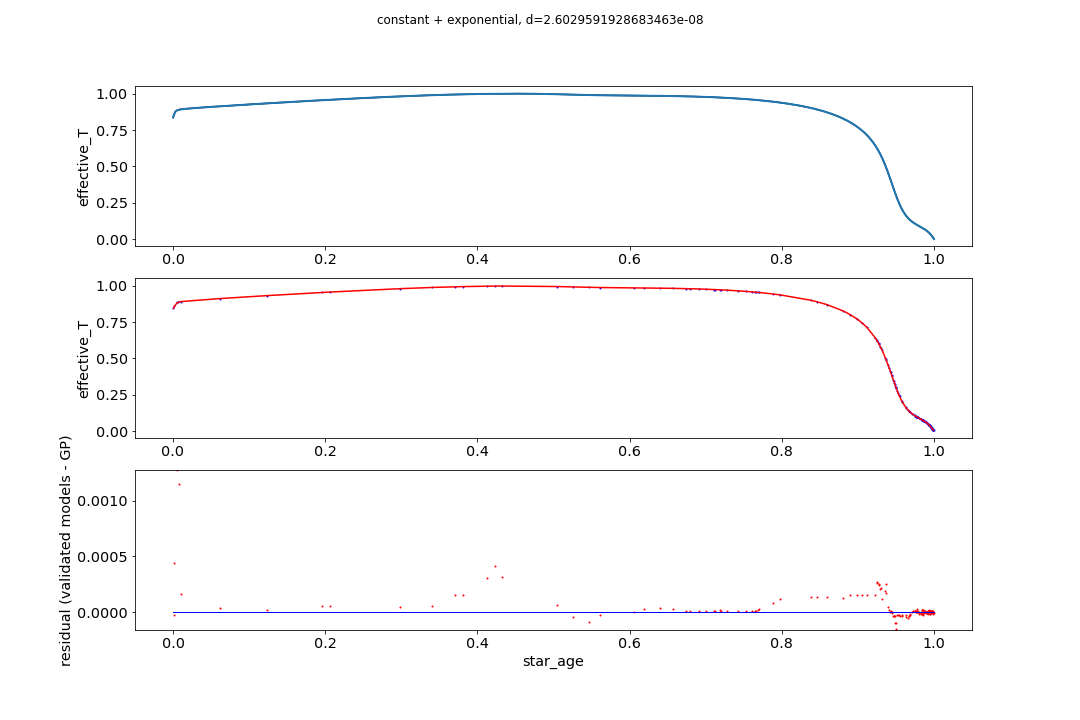 constant + exponential, d=2.6029591928683463e-08
effective_T
1.00
0.75
0.50
0.25
0.00
0.0 0.2 0.4 0.6 0.8 1.0
effective_T
1.00
0.75
0.50
0.25
0.00
0.0 0.2 0.4 0.6 0.8 1.0
residual (validated models - GP)
0.0010
0.0005
0.0000
0.0 0.2 0.4 0.6 0.8 1.0
star_age